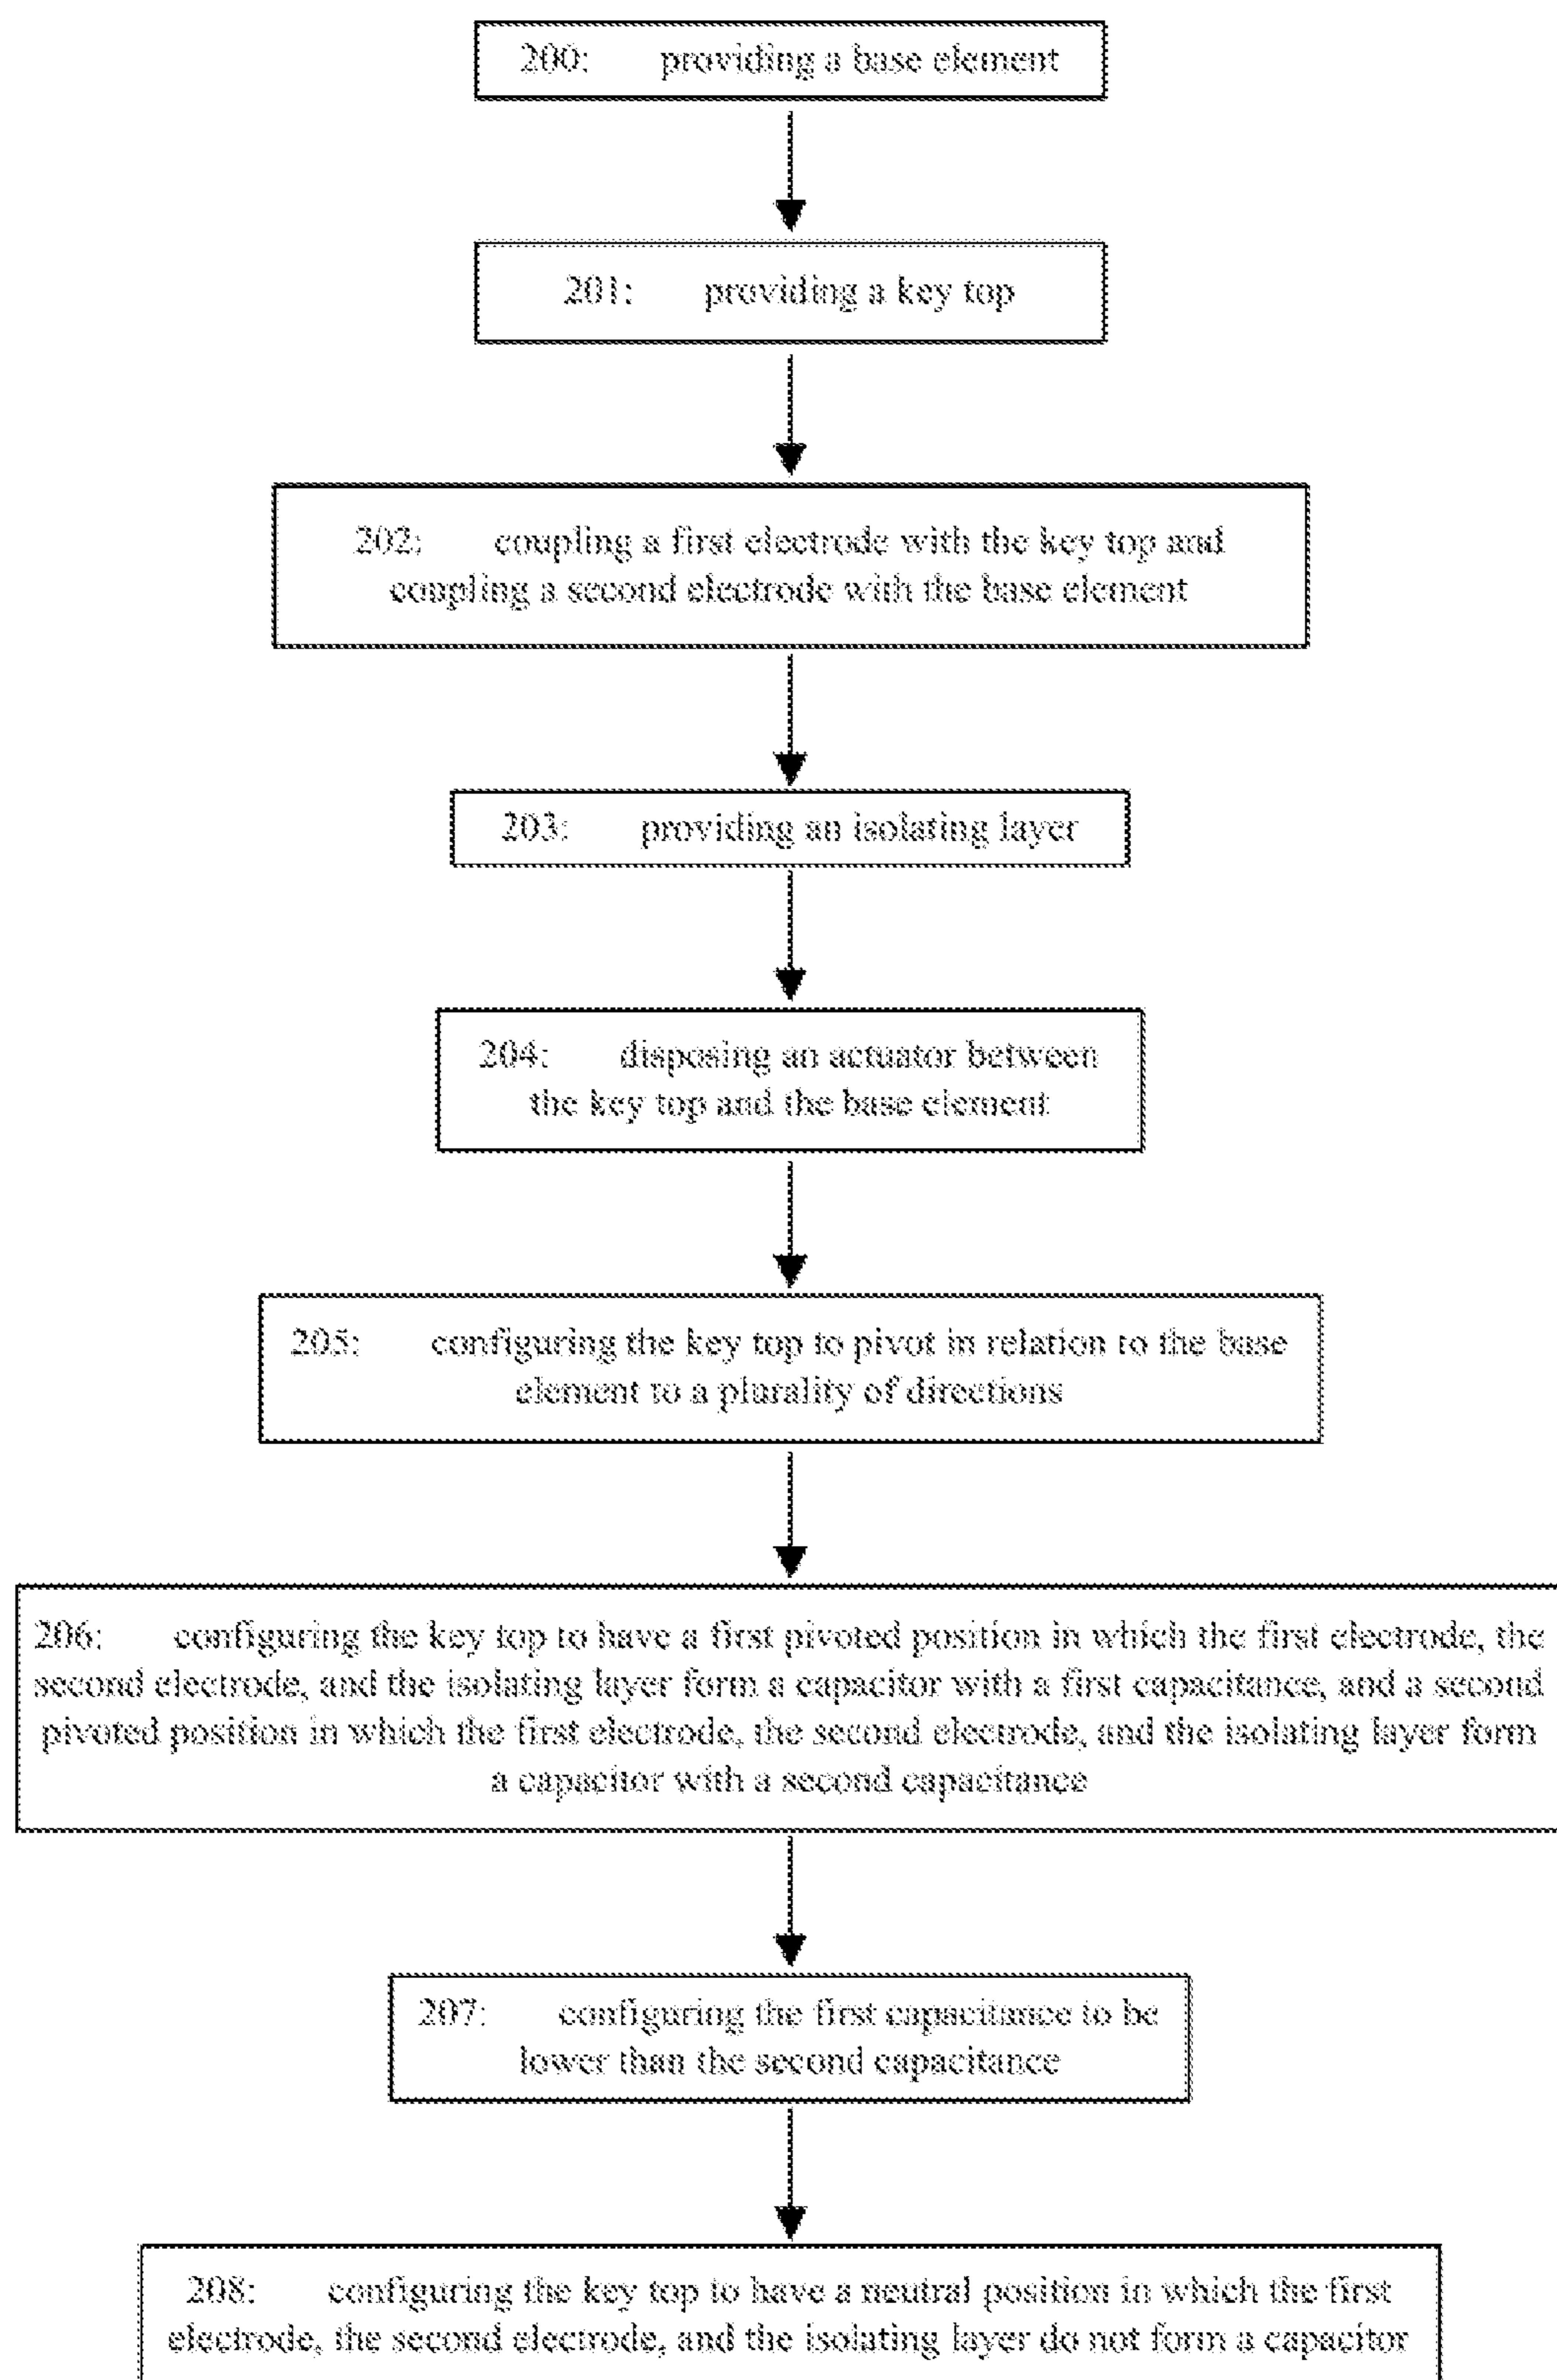 200: providing a base element
201: providing a key top
202: coupling a first electrode with the key top and
coupling a second electrode with the base element
203: providing an isolating layer
204: disposing an actuator between
the key top and the base element
205: configuring the key top to pivot in relation to the base
element to a plurality of directions
206: configuring the key top to have a first pivoted position in which the first electrode, the
second electrode, and the isolating layer form a capacitor with a first capacitance, and a second
pivoted position in which the first electrode, the second electrode, and the isolating layer form
a capacitor with a second capacitance
207: configuring the first capacitance to be
lower than the second capacitance
208: configuring the key top to have a neutral position in which the first
electrode, the second electrode, and the isolating layer do not form a capacitor